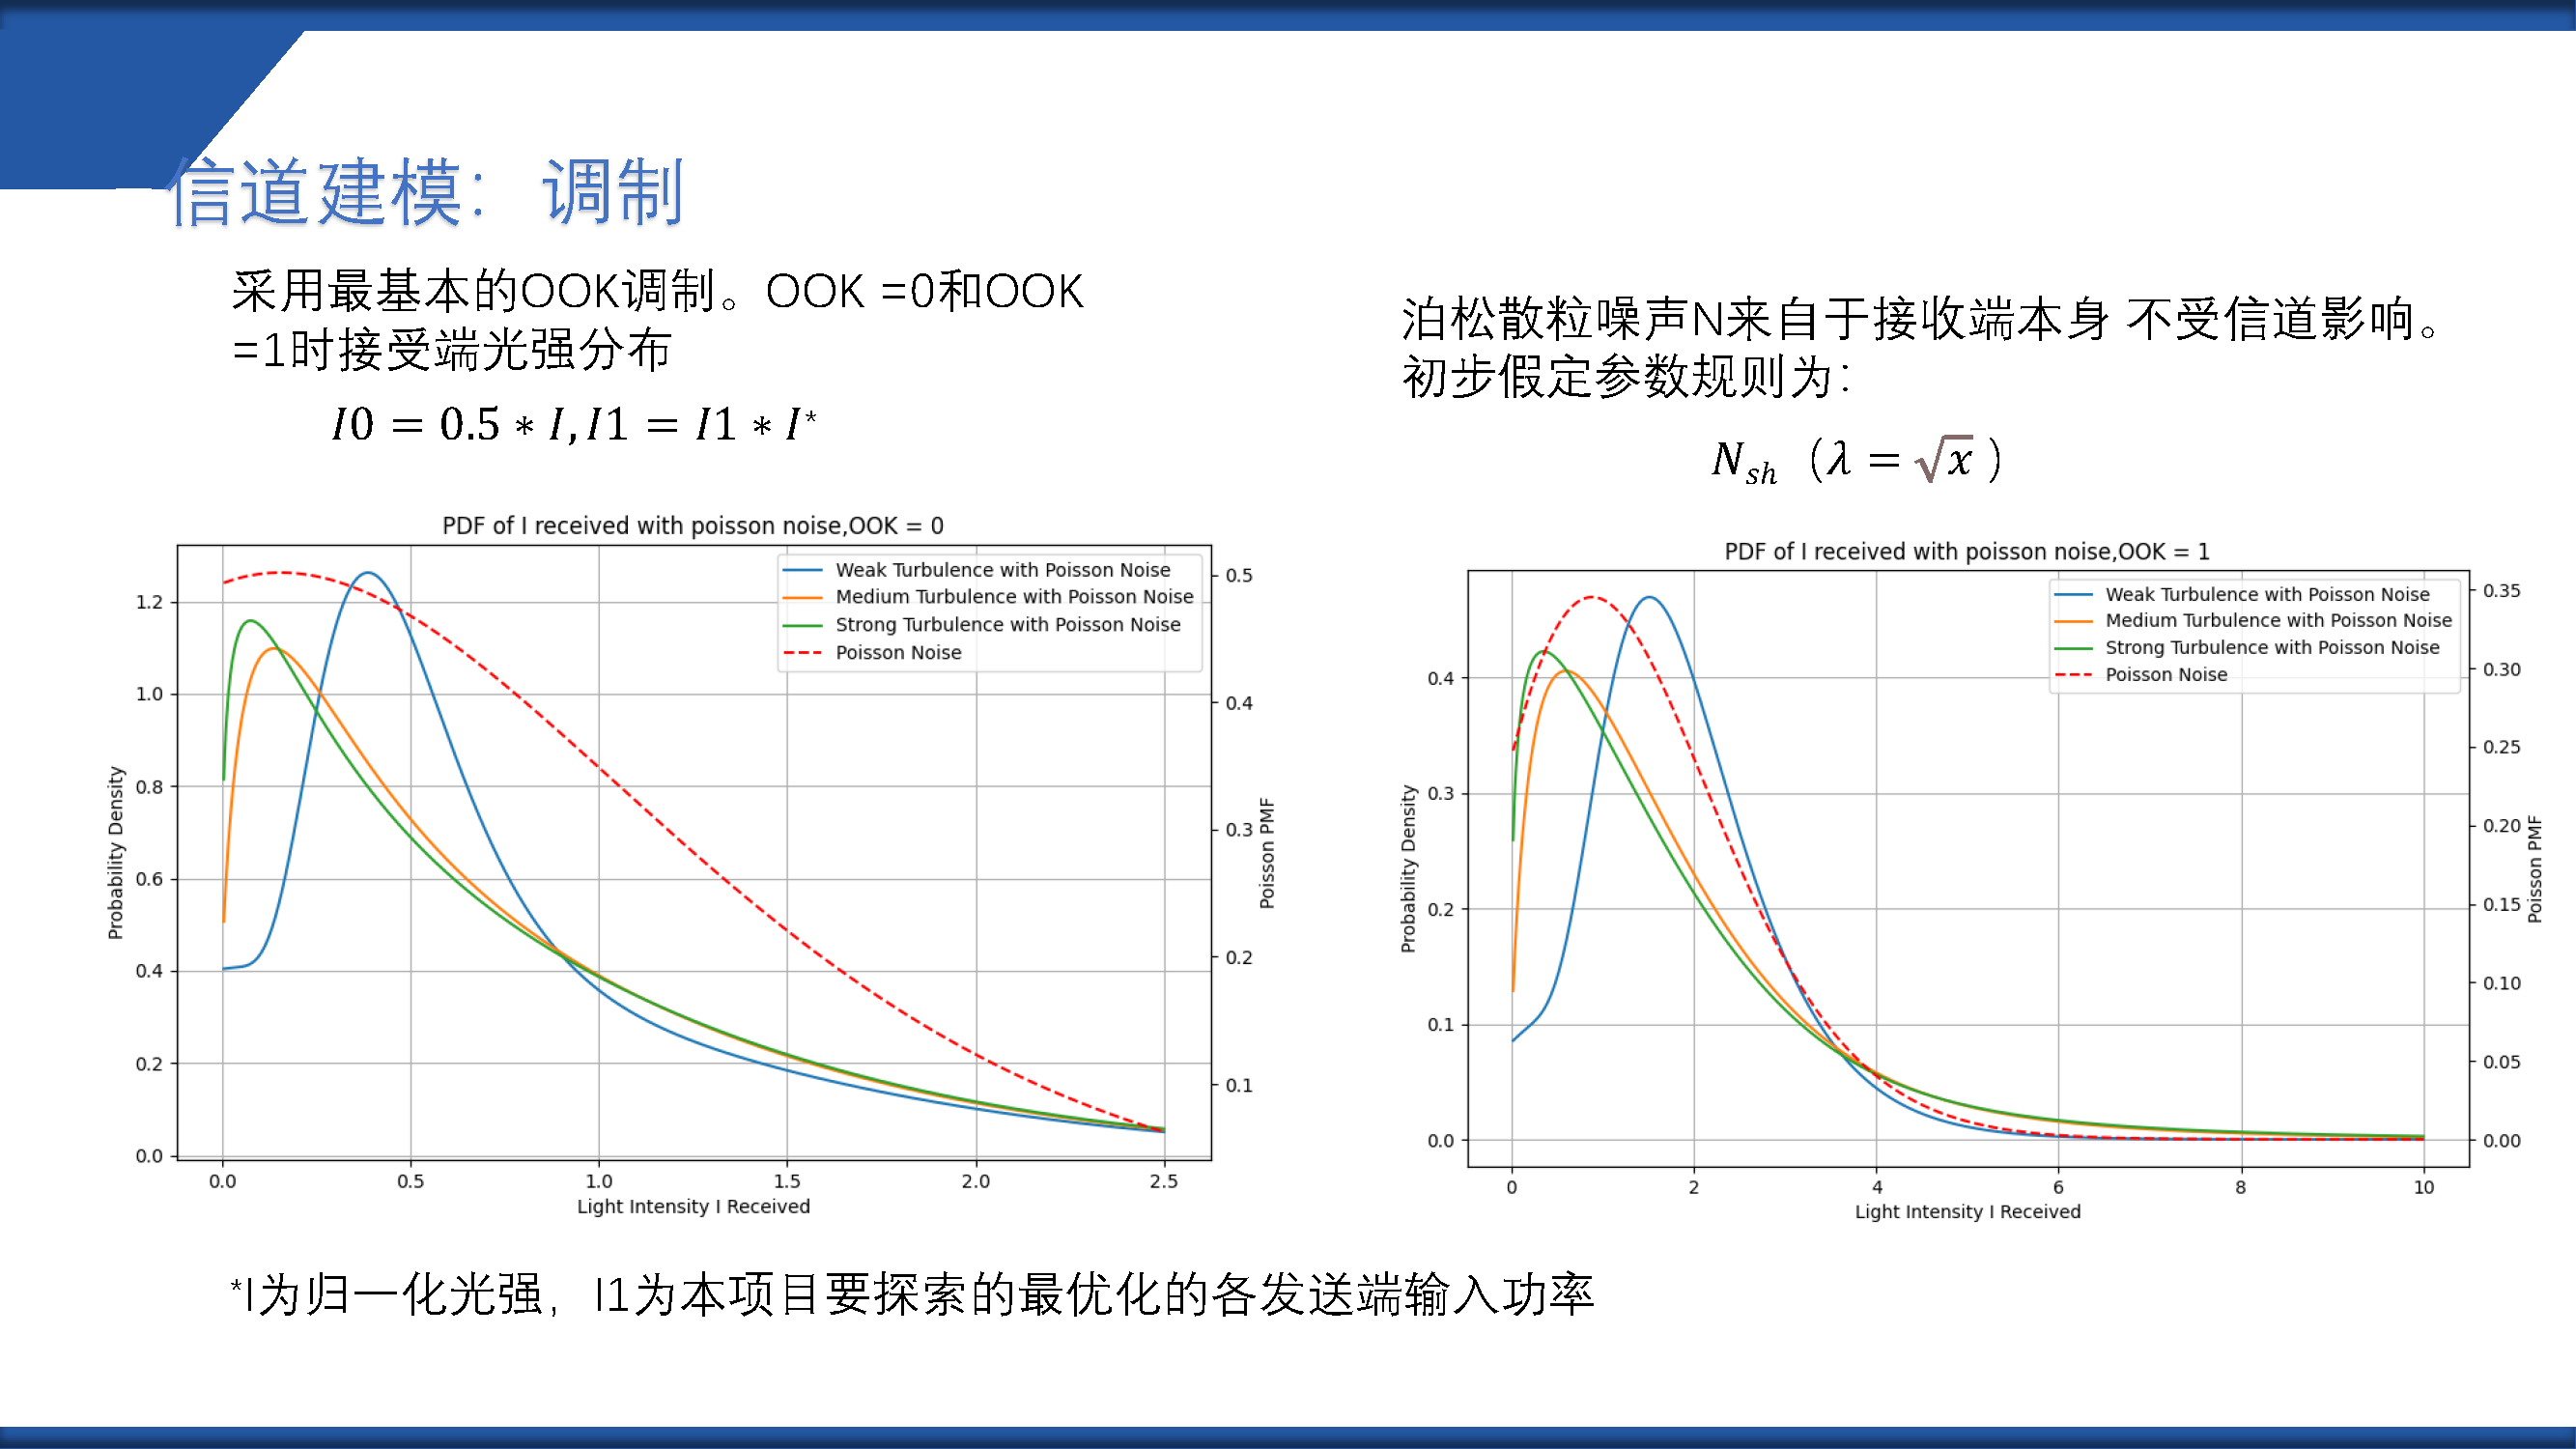 信道建模：调制
采用最基本的OOK调制。OOK =0和OOK
=1时接受端光强分布
I0 = 0.5 ∗ I, I1 = I1 ∗ I*
泊松散粒噪声N来自于接收端本身 不受信道影响。
初步假定参数规则为：
N_sh（λ = √x ）
PDF of I received with poisson noise,OOK = 0
Weak Turbulence with Poisson Noise
Medium Turbulence with Poisson Noise
Strong Turbulence with Poisson Noise
Poisson Noise
1.2
1.0
0.8
0.6
0.4
0.2
0.0
Probability Density
0.5
0.4
0.3
0.2
0.1
Poisson PMF
0.0 0.5 1.0 1.5 2.0 2.5
Light Intensity I Received
PDF of I received with poisson noise,OOK = 1
Weak Turbulence with Poisson Noise
Medium Turbulence with Poisson Noise
Strong Turbulence with Poisson Noise
Poisson Noise
0.4
0.3
0.2
0.1
0.0
Probability Density
0.35
0.30
0.25
0.20
0.15
0.10
0.05
0.00
Poisson PMF
0 2 4 6 8 10
Light Intensity I Received
*I为归一化光强，I1为本项目要探索的最优化的各发送端输入功率